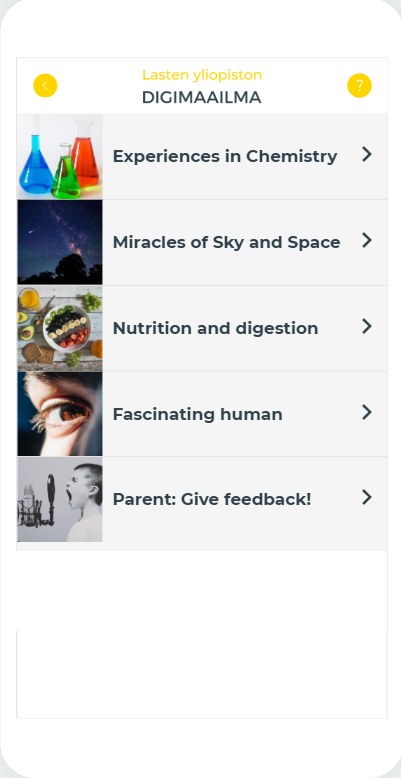 Lasten yliopiston
DIGIMAAILMA
?
Experiences in Chemistry
Miracles of Sky and Space
Nutrition and digestion
Fascinating human
Parent: Give feedback!